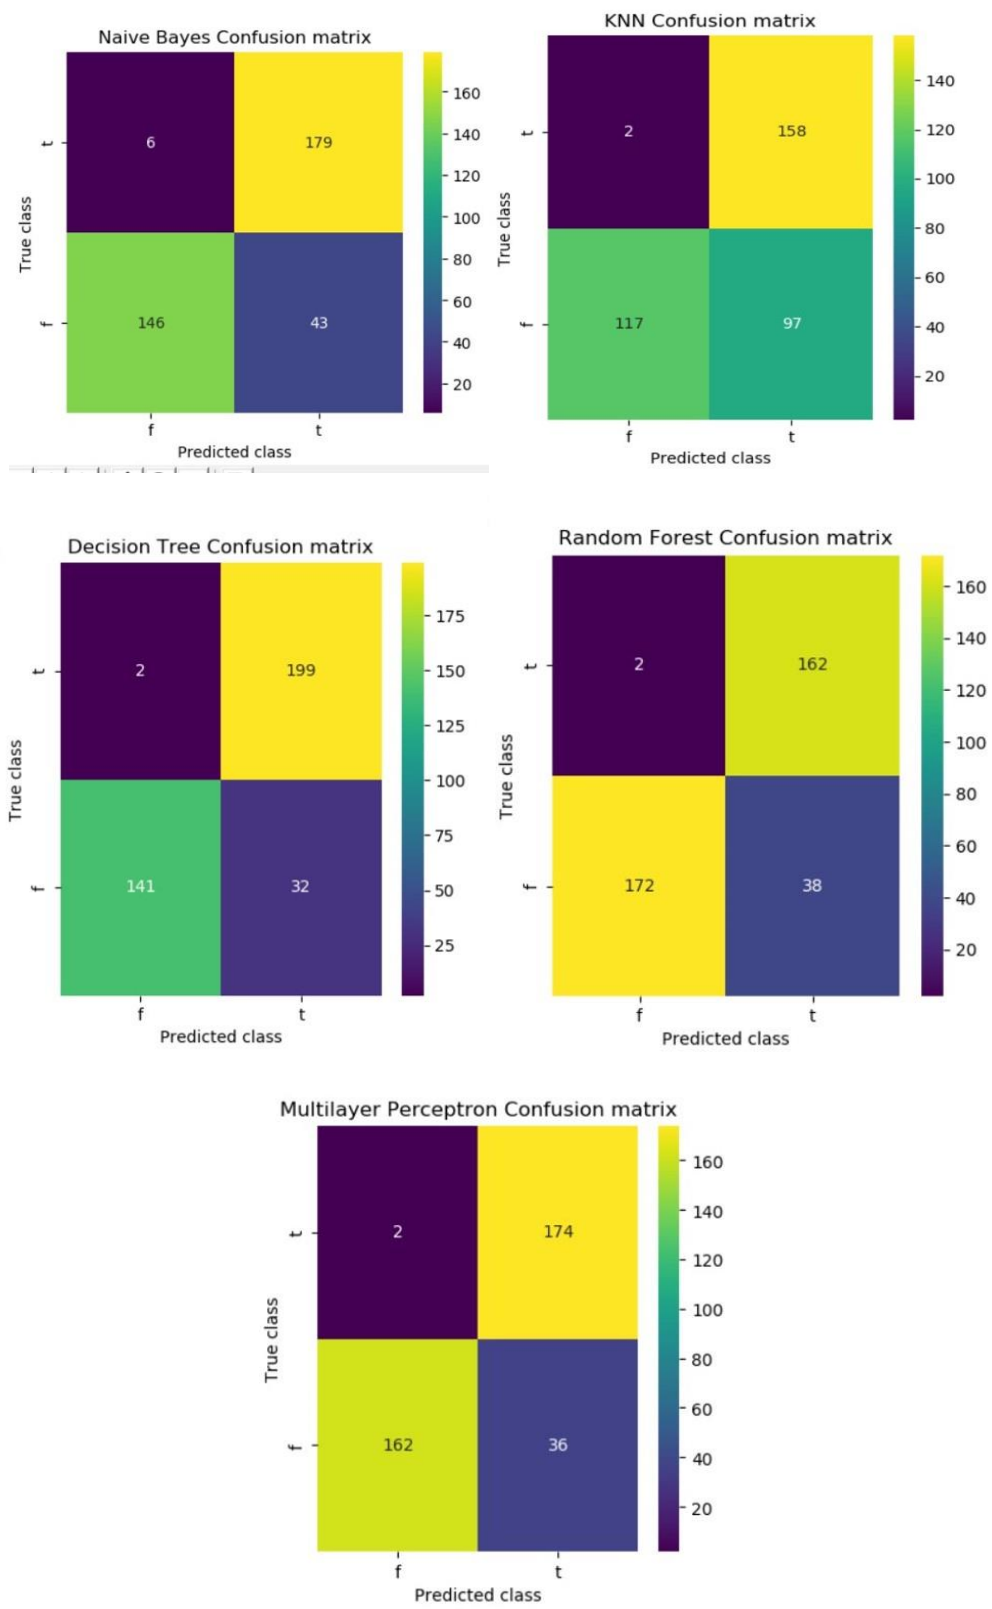 Naive Bayes Confusion matrix
t
6
179
f
146
43
f
t
True class
Predicted class
160
140
120
100
80
60
40
20
KNN Confusion matrix
t
2
158
f
117
97
f
t
True class
Predicted class
140
120
100
80
60
40
20
Decision Tree Confusion matrix
t
2
199
f
141
32
f
t
True class
Predicted class
175
150
125
100
75
50
25
Random Forest Confusion matrix
t
2
162
f
172
38
f
t
True class
Predicted class
160
140
120
100
80
60
40
20
Multilayer Perceptron Confusion matrix
t
2
174
f
162
36
f
t
True class
Predicted class
160
140
120
100
80
60
40
20